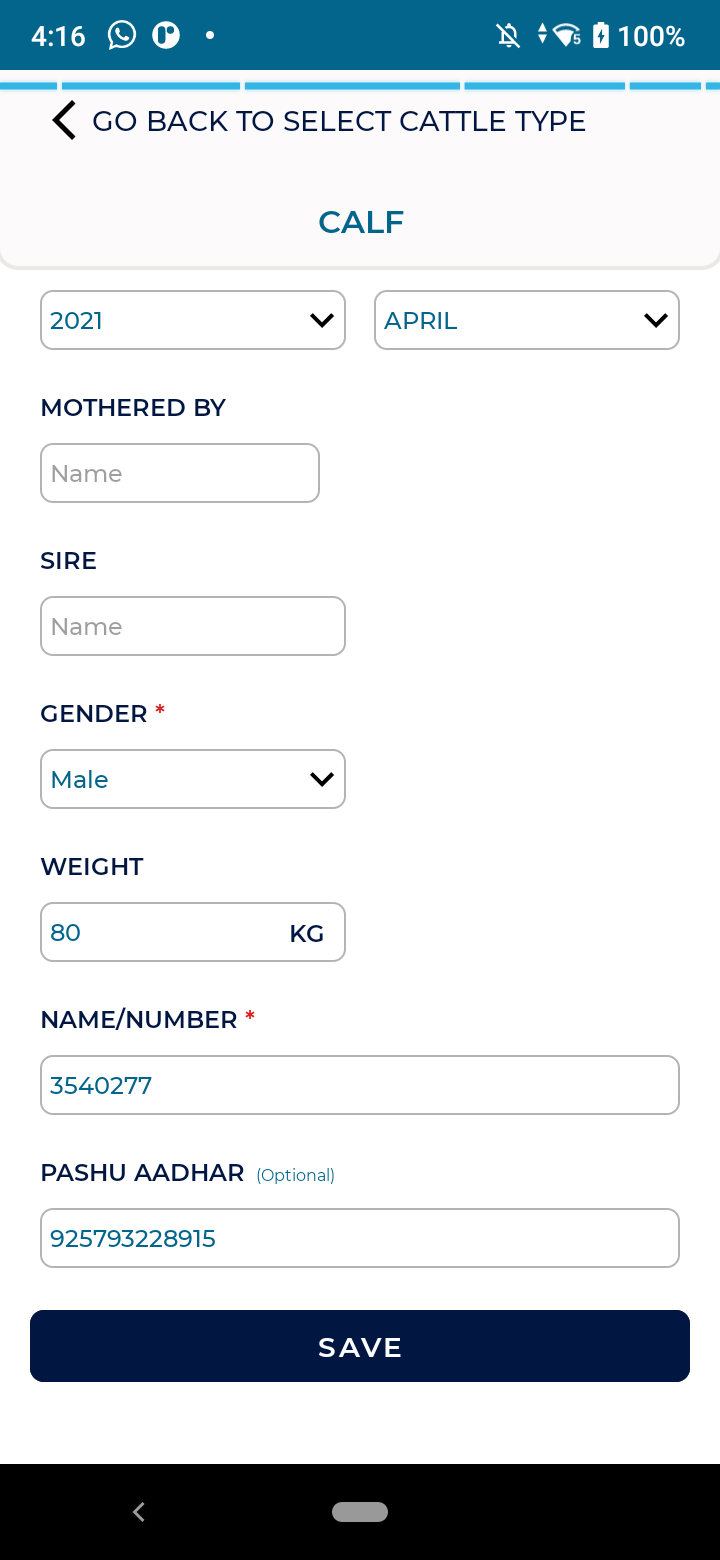 4:16
5
100%
GO BACK TO SELECT CATTLE TYPE
CALF
2021
APRIL
MOTHERED BY
Name
SIRE
Name
GENDER *
Male
WEIGHT
80 KG
NAME/NUMBER *
3540277
PASHU AADHAR (Optional)
925793228915
SAVE